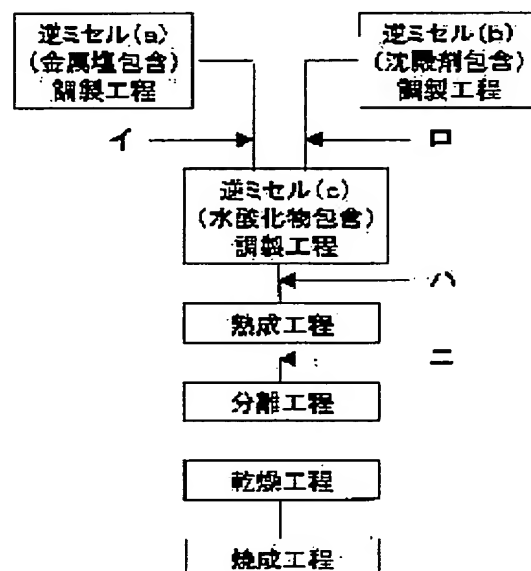 逆ミセル(a)
(金属塩包含)
調製工程
逆ミセル(b)
(沈殿剤包含)
調製工程
イ
ロ
逆ミセル(c)
(水酸化物包含)
調製工程
ハ
熟成工程
ニ
分離工程
乾燥工程
焼成工程